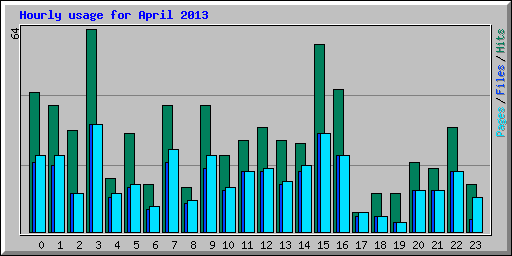 Hourly usage for April 2013
64
Pages/Files/Hits
0 1 2 3 4 5 6 7 8 9 10 11 12 13 14 15 16 17 18 19 20 21 22 23